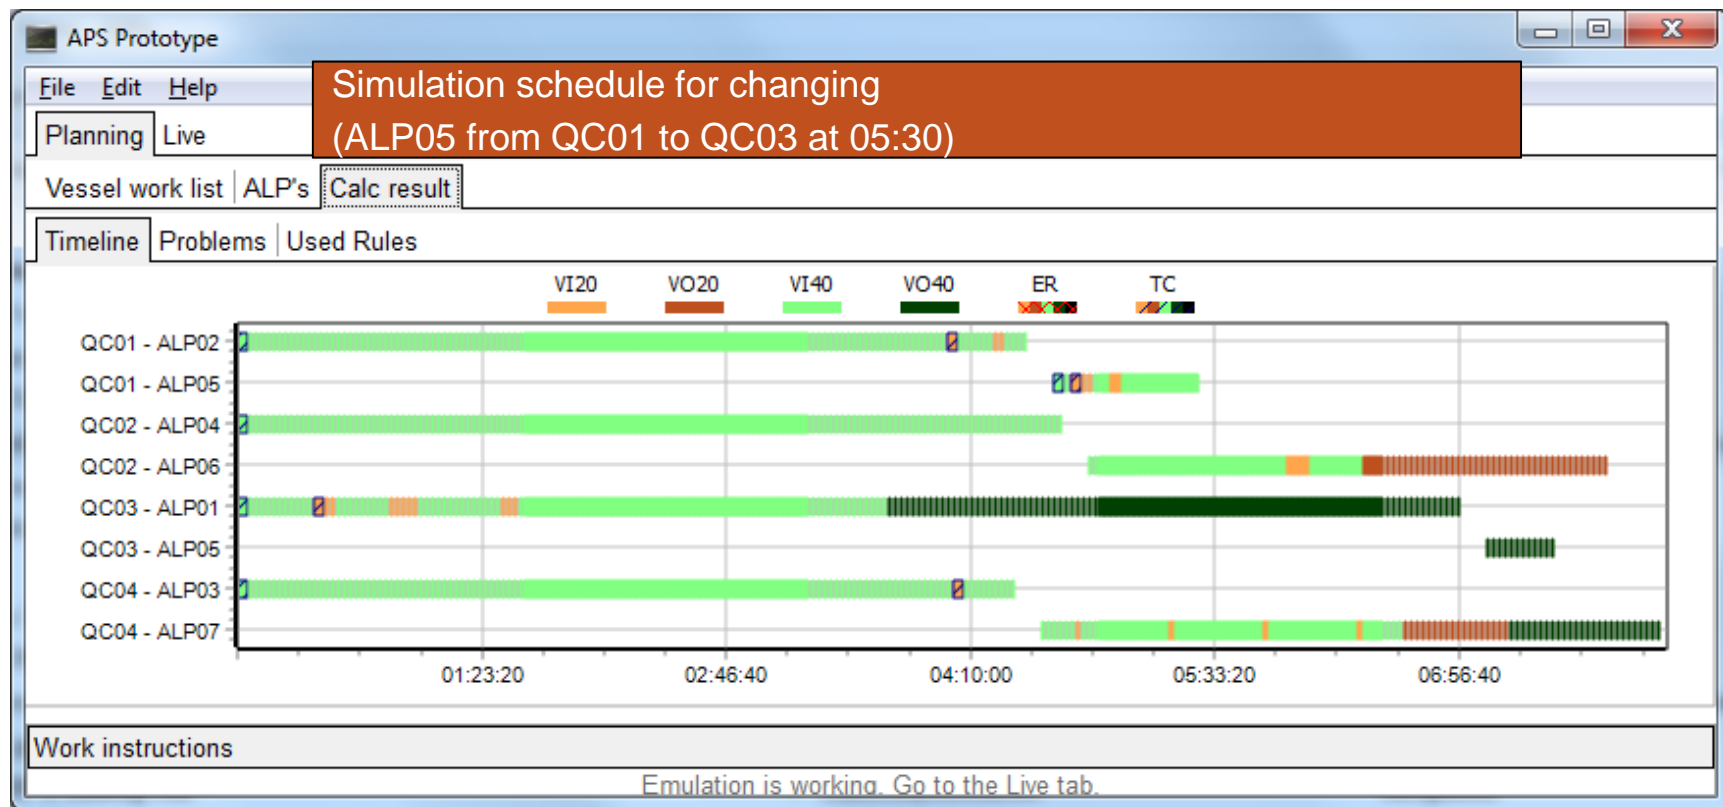 APS Prototype
File Edit Help
Simulation schedule for changing
(ALP05 from QC01 to QC03 at 05:30)
Planning Live
Vessel work list ALP's Calc result
Timeline Problems Used Rules
VI20 VO20 VI40 VO40 ER TC
QC01 - ALP02
QC01 - ALP05
QC02 - ALP04
QC02 - ALP06
QC03 - ALP01
QC03 - ALP05
QC04 - ALP03
QC04 - ALP07
01:23:20 02:46:40 04:10:00 05:33:20 06:56:40
Work instructions
Emulation is working. Go to the Live tab.